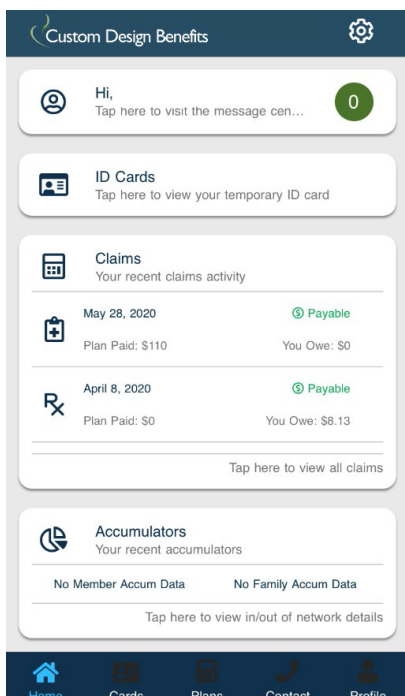 Custom Design Benefits
Hi,
Tap here to visit the message cen...
0
ID Cards
Tap here to view your temporary ID card
Claims
Your recent claims activity
May 28, 2020 Payable
Plan Paid: $110 You Owe: $0
Rx
April 8, 2020 Payable
Plan Paid: $0 You Owe: $8.13
Tap here to view all claims
Accumulators
Your recent accumulators
No Member Accum Data No Family Accum Data
Tap here to view in/out of network details
Home Cards Plans Contact Profile